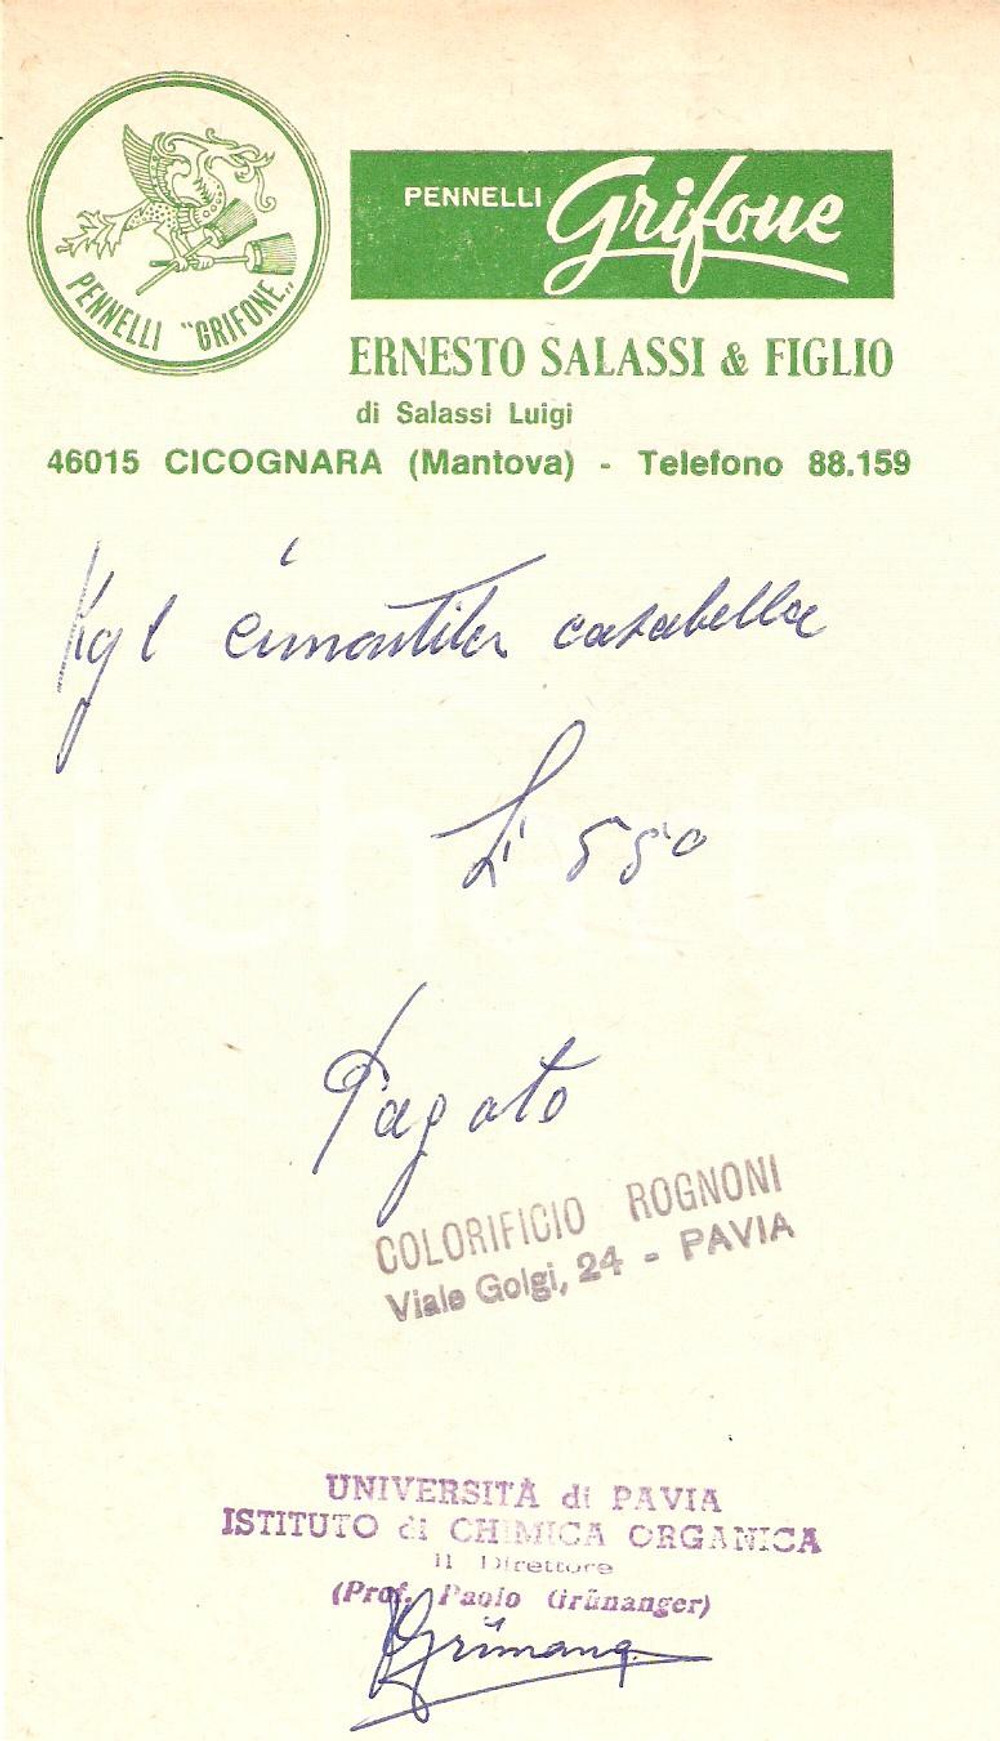 PENNELLI "GRIFONE"
PENNELLI Grifone
ERNESTO SALASSI & FIGLIO
di Salassi Luigi
46015 CICOGNARA (Mantova) - Telefono 88.159
Kg 1 casabella
L. 550
Pagato
COLORIFICIO ROGNONI
Viale Golgi, 24 - PAVIA
UNIVERSITÀ di PAVIA
ISTITUTO di CHIMICA ORGANICA
Il Direttore
(Prof. Paolo Grünanger)